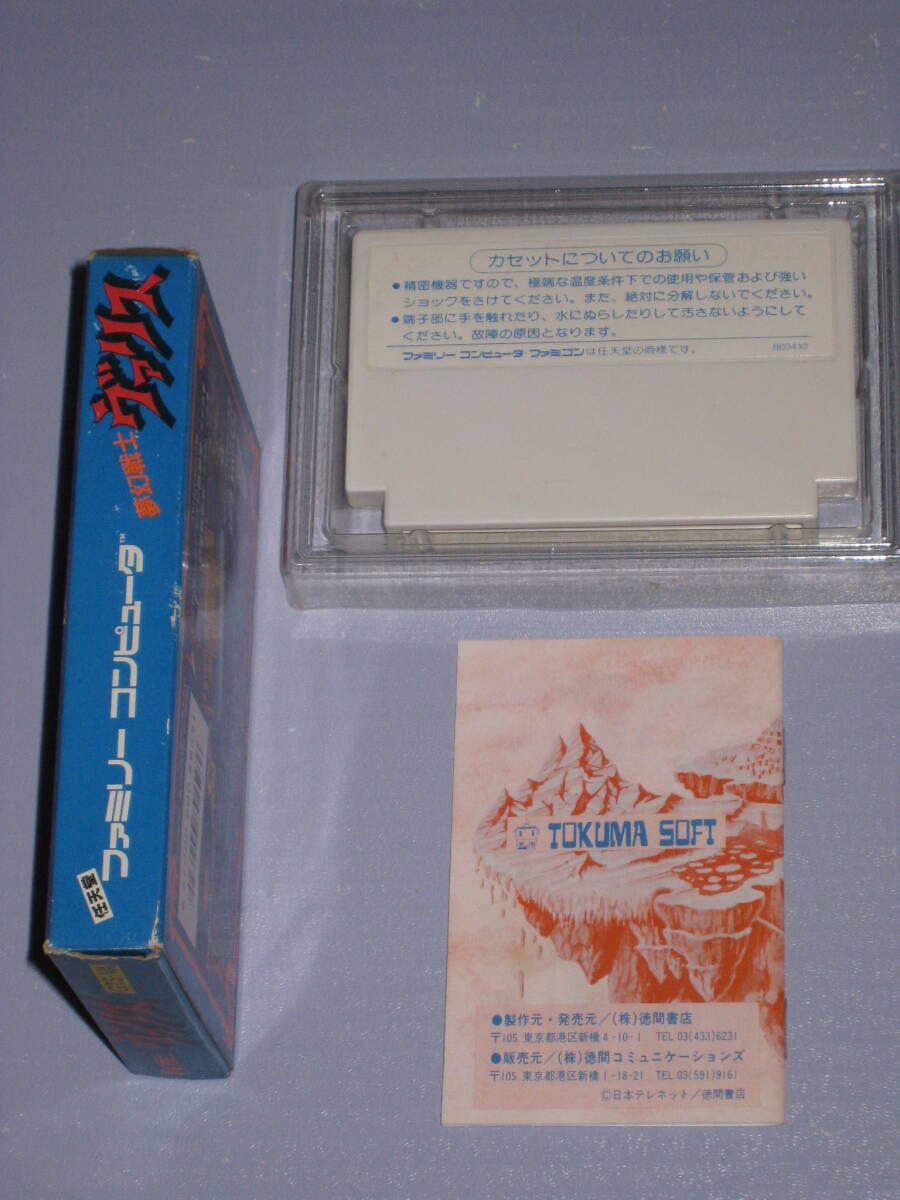 夢幻戦士 ヴァリス
任天堂 ファミリー コンピュータ™
カセットについてのお願い
●精密機器ですので、極端な温度条件下での使用や保管および強い
ショックをさけてください。また、絶対に分解しないでください。
●端子部に手を触れたり、水にぬらしたりして汚さないようにして
ください。故障の原因となります。
ファミリー コンピュータ・ファミコンは任天堂の商標です。 860410
TOKUMA SOFT
●製作元・発売元／(株)徳間書店
〒105 東京都港区新橋4-10-1 TEL 03(433)6231
●販売元／(株)徳間コミュニケーションズ
〒105 東京都港区新橋1-18-21 TEL 03(591)9161
©日本テレネット／徳間書店